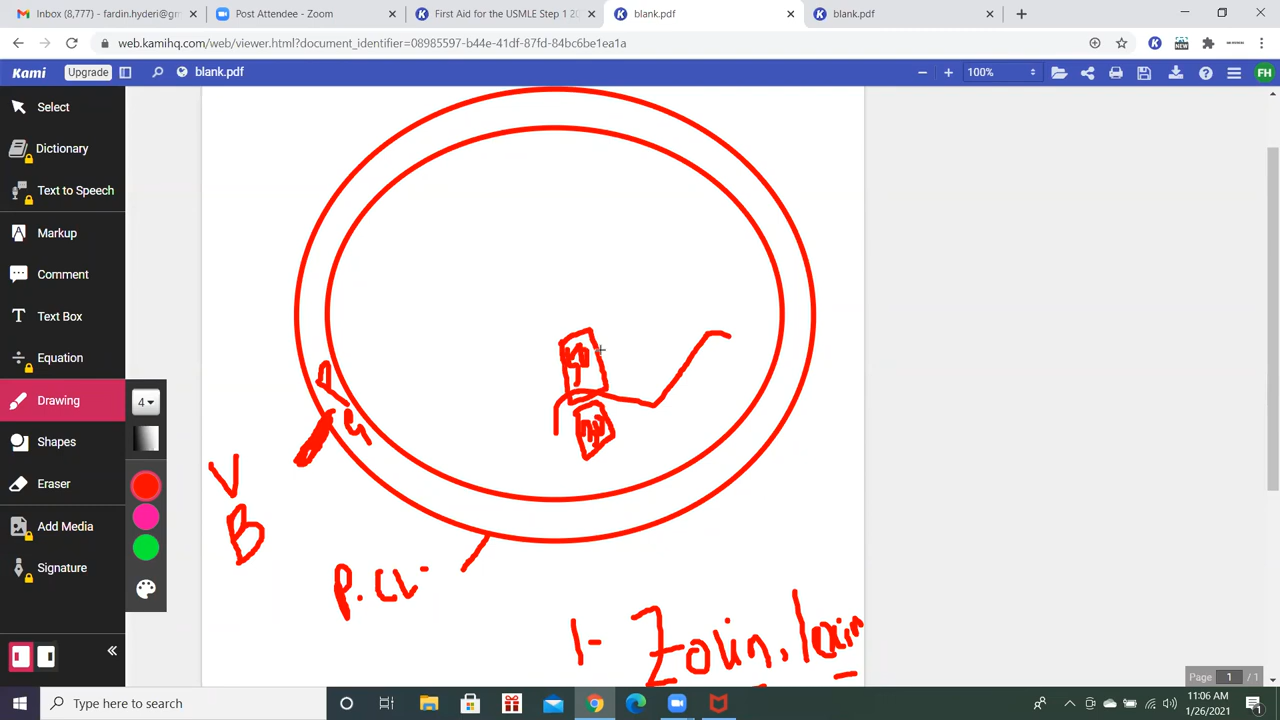 Inbox (8,777) - fardin.hyderi@gm
Post Attendee - Zoom
First Aid for the USMLE Step 1 20
blank.pdf
blank.pdf
web.kamihq.com/web/viewer.html?document_identifier=08985597-b44e-41df-87fd-84bc6be1ea1a
NEW
Kami
Upgrade
blank.pdf
100%
FH
Select
Dictionary
Text to Speech
Markup
Comment
Text Box
Equation
Drawing
4
Shapes
Eraser
Add Media
Signature
V
B
P.CL-
1- Zolin.
Page 1 / 1
Type here to search
11:06 AM
1/26/2021
1